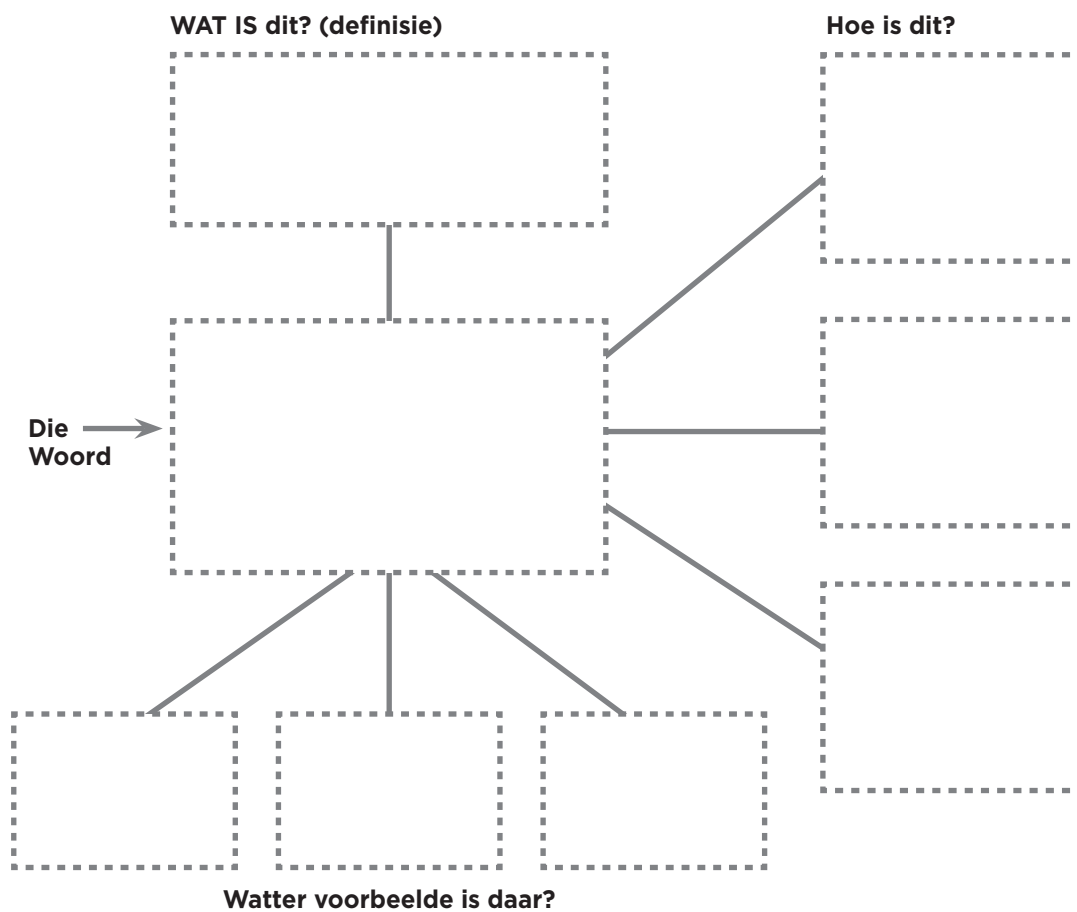 WAT IS dit? (definisie)
Hoe is dit?
Die
Woord
Watter voorbeelde is daar?